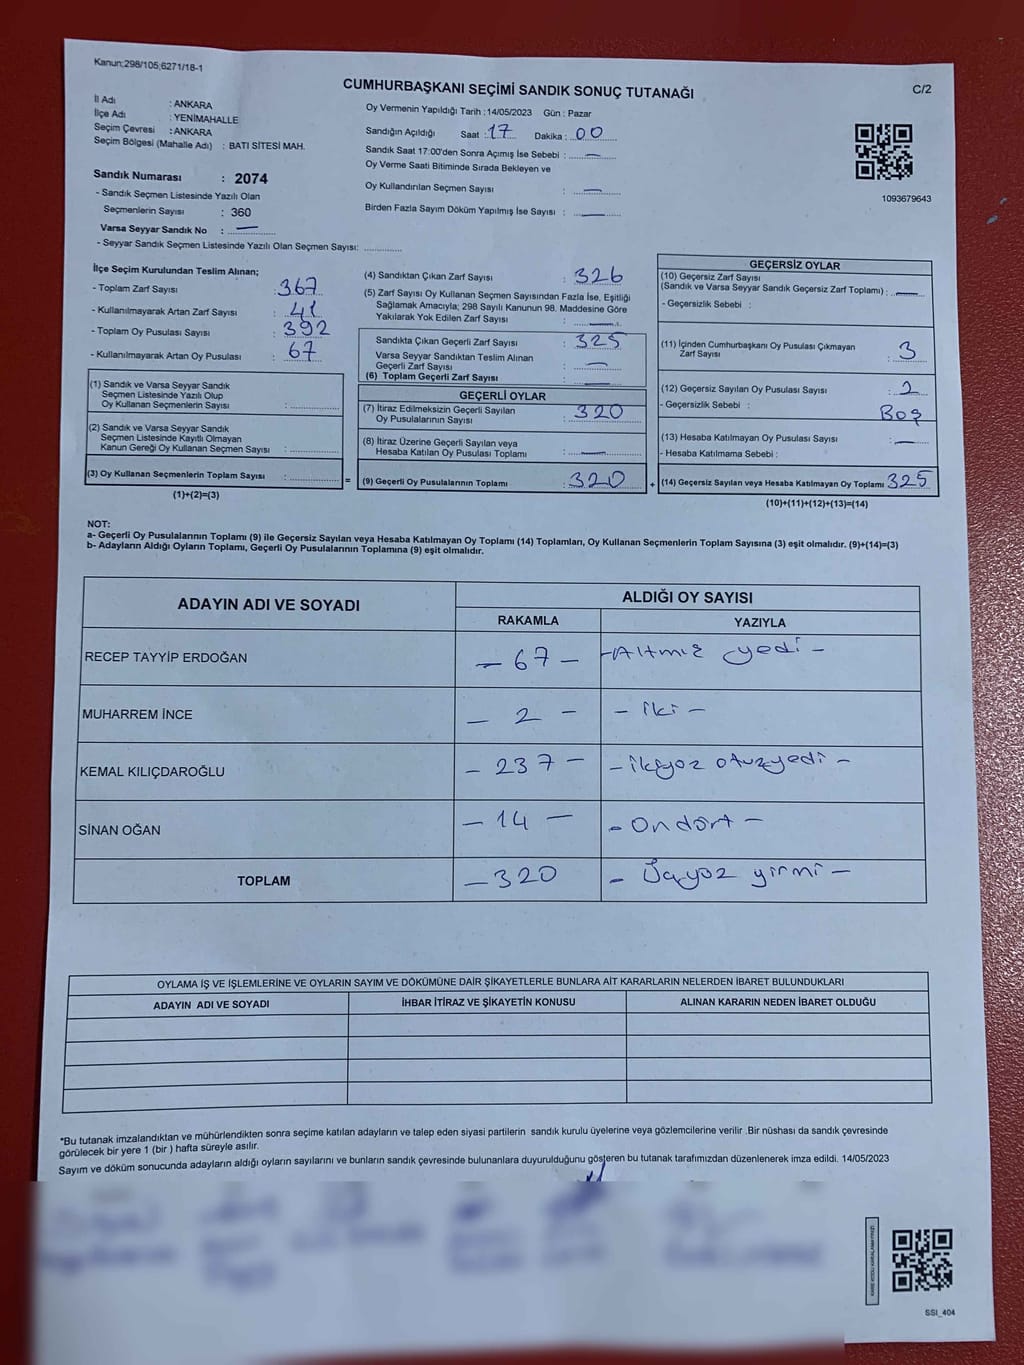 Kanun;298/105;6271/18-1
CUMHURBAŞKANI SEÇİMİ SANDIK SONUÇ TUTANAĞI
C/2
İl Adı : ANKARA
İlçe Adı : YENİMAHALLE
Seçim Çevresi : ANKARA
Seçim Bölgesi (Mahalle Adı) : BATI SİTESİ MAH.
Sandık Numarası : 2074
- Sandık Seçmen Listesinde Yazılı Olan
Seçmenlerin Sayısı : 360
Varsa Seyyar Sandık No : —
- Seyyar Sandık Seçmen Listesinde Yazılı Olan Seçmen Sayısı: ............
Oy Vermenin Yapıldığı Tarih : 14/05/2023 Gün : Pazar
Sandığın Açıldığı Saat : 17 Dakika : 00
Sandık Saat 17:00'den Sonra Açımış İse Sebebi : —
Oy Verme Saati Bitiminde Sırada Bekleyen ve
Oy Kullandırılan Seçmen Sayısı : —
Birden Fazla Sayım Döküm Yapılmış İse Sayısı : —
1093679643
İlçe Seçim Kurulundan Teslim Alınan;
- Toplam Zarf Sayısı : 367
- Kullanılmayarak Artan Zarf Sayısı : 41
- Toplam Oy Pusulası Sayısı : 392
- Kullanılmayarak Artan Oy Pusulası : 67
(1) Sandık ve Varsa Seyyar Sandık
Seçmen Listesinde Yazılı Olup
Oy Kullanan Seçmenlerin Sayısı : ............
(2) Sandık ve Varsa Seyyar Sandık
Seçmen Listesinde Kayıtlı Olmayan
Kanun Gereği Oy Kullanan Seçmen Sayısı : ............
(3) Oy Kullanan Seçmenlerin Toplam Sayısı : ............ =
(1)+(2)=(3)
(4) Sandıktan Çıkan Zarf Sayısı : 326
(5) Zarf Sayısı Oy Kullanan Seçmen Sayısından Fazla İse, Eşitliği
Sağlamak Amacıyla; 298 Sayılı Kanunun 98. Maddesine Göre
Yakılarak Yok Edilen Zarf Sayısı : —
Sandıkta Çıkan Geçerli Zarf Sayısı : 325
Varsa Seyyar Sandıktan Teslim Alınan
Geçerli Zarf Sayısı : —
(6) Toplam Geçerli Zarf Sayısı : —
GEÇERLİ OYLAR
(7) İtiraz Edilmeksizin Geçerli Sayılan
Oy Pusulalarının Sayısı : 320
(8) İtiraz Üzerine Geçerli Sayılan veya
Hesaba Katılan Oy Pusulası Toplamı : —
(9) Geçerli Oy Pusulalarının Toplamı : 320 +
GEÇERSİZ OYLAR
(10) Geçersiz Zarf Sayısı
(Sandık ve Varsa Seyyar Sandık Geçersiz Zarf Toplamı) : —
- Geçersizlik Sebebi :
(11) İçinden Cumhurbaşkanı Oy Pusulası Çıkmayan
Zarf Sayısı : 3
(12) Geçersiz Sayılan Oy Pusulası Sayısı : 2
- Geçersizlik Sebebi : Boş
(13) Hesaba Katılmayan Oy Pusulası Sayısı : —
- Hesaba Katılmama Sebebi :
(14) Geçersiz Sayılan veya Hesaba Katılmayan Oy Toplamı 325
(10)+(11)+(12)+(13)=(14)
NOT:
a- Geçerli Oy Pusulalarının Toplamı (9) ile Geçersiz Sayılan veya Hesaba Katılmayan Oy Toplamı (14) Toplamları, Oy Kullanan Seçmenlerin Toplam Sayısına (3) eşit olmalıdır. (9)+(14)=(3)
b- Adayların Aldığı Oyların Toplamı, Geçerli Oy Pusulalarının Toplamına (9) eşit olmalıdır.
ADAYIN ADI VE SOYADI
ALDIĞI OY SAYISI
RAKAMLA YAZIYLA
RECEP TAYYİP ERDOĞAN – 67 – – Altmış yedi –
MUHARREM İNCE – 2 – – iki –
KEMAL KILIÇDAROĞLU – 237 – – ikiyüz otuzyedi –
SİNAN OĞAN – 14 – – Ondört –
TOPLAM – 320 – Üçyüz yirmi –
OYLAMA İŞ VE İŞLEMLERİNE VE OYLARIN SAYIM VE DÖKÜMÜNE DAİR ŞİKAYETLERLE BUNLARA AİT KARARLARIN NELERDEN İBARET BULUNDUKLARI
ADAYIN ADI VE SOYADI İHBAR İTİRAZ VE ŞİKAYETİN KONUSU ALINAN KARARIN NEDEN İBARET OLDUĞU
*Bu tutanak imzalandıktan ve mühürlendikten sonra seçime katılan adayların ve talep eden siyasi partilerin sandık kurulu üyelerine veya gözlemcilerine verilir .Bir nüshası da sandık çevresinde
görülecek bir yere 1 (bir ) hafta süreyle asılır.
Sayım ve döküm sonucunda adayların aldığı oyların sayılarını ve bunların sandık çevresinde bulunanlara duyurulduğunu gösteren bu tutanak tarafımızdan düzenlenerek imza edildi. 14/05/2023
SSI_404